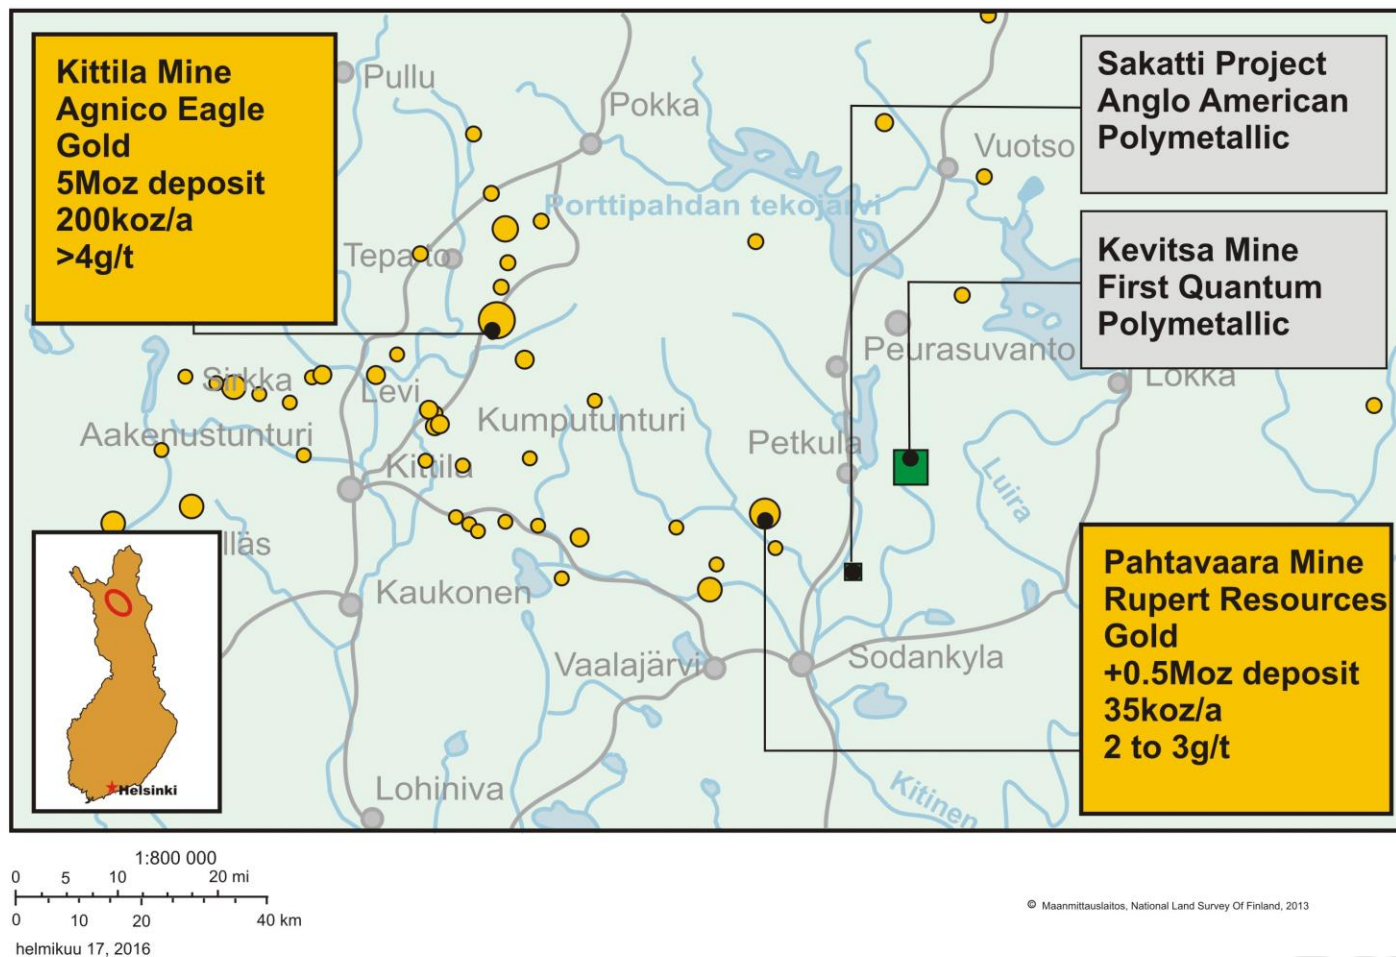 Kittila Mine
Agnico Eagle
Gold
5Moz deposit
200koz/a
>4g/t
Pullu
Pokka
Vuotso
Sakatti Project
Anglo American
Polymetallic
Porttipahdan tekojärvi
Kevitsa Mine
First Quantum
Polymetallic
Peurasuvanto
Lokka
Sirkka
Levi
Aakenustunturi
Kumputunturi
Petkula
Kittila
Luira
lläs
Kaukonen
Vaalajärvi
Sodankyla
Pahtavaara Mine
Rupert Resources
Gold
+0.5Moz deposit
35koz/a
2 to 3g/t
Lohiniva
Kitinen
Helsinki
1:800 000
0 5 10 20 mi
0 10 20 40 km
helmikuu 17, 2016
© Maanmittauslaitos, National Land Survey Of Finland, 2013